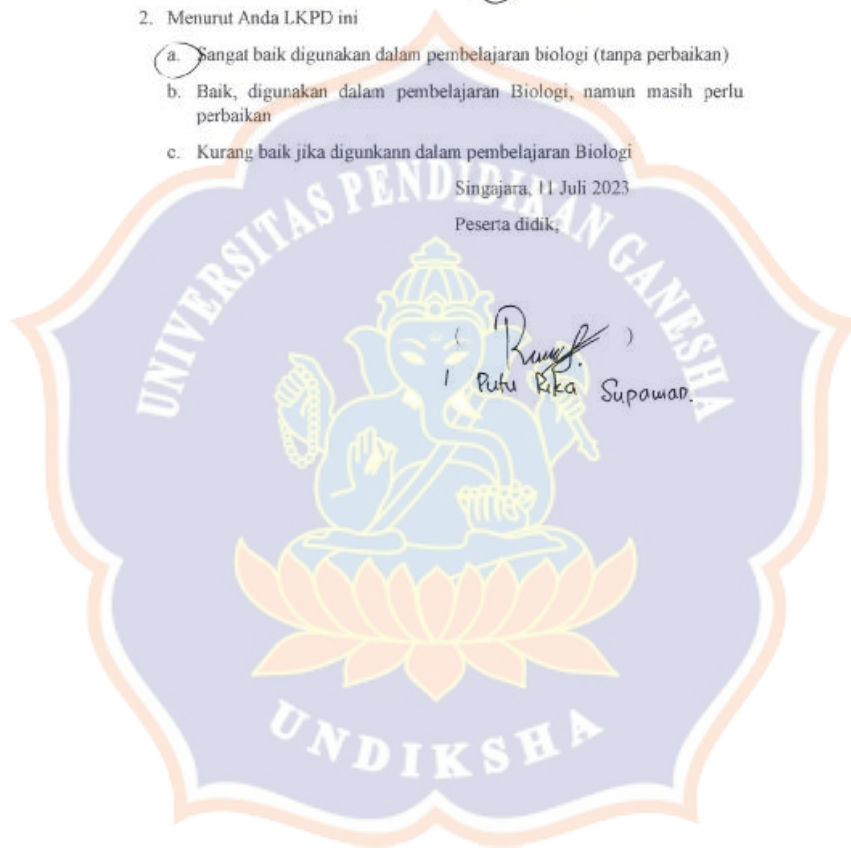 2. Menurut Anda LKPD ini
a. Sangat baik digunakan dalam pembelajaran biologi (tanpa perbaikan)
b. Baik, digunakan dalam pembelajaran Biologi, namun masih perlu
perbaikan
c. Kurang baik jika digunkann dalam pembelajaran Biologi
Singajara, 11 Juli 2023
Peserta didik,
( )
I Putu Rika Supawan.
UNIVERSITAS PENDIDIKAN GANESHA
UNDIKSHA